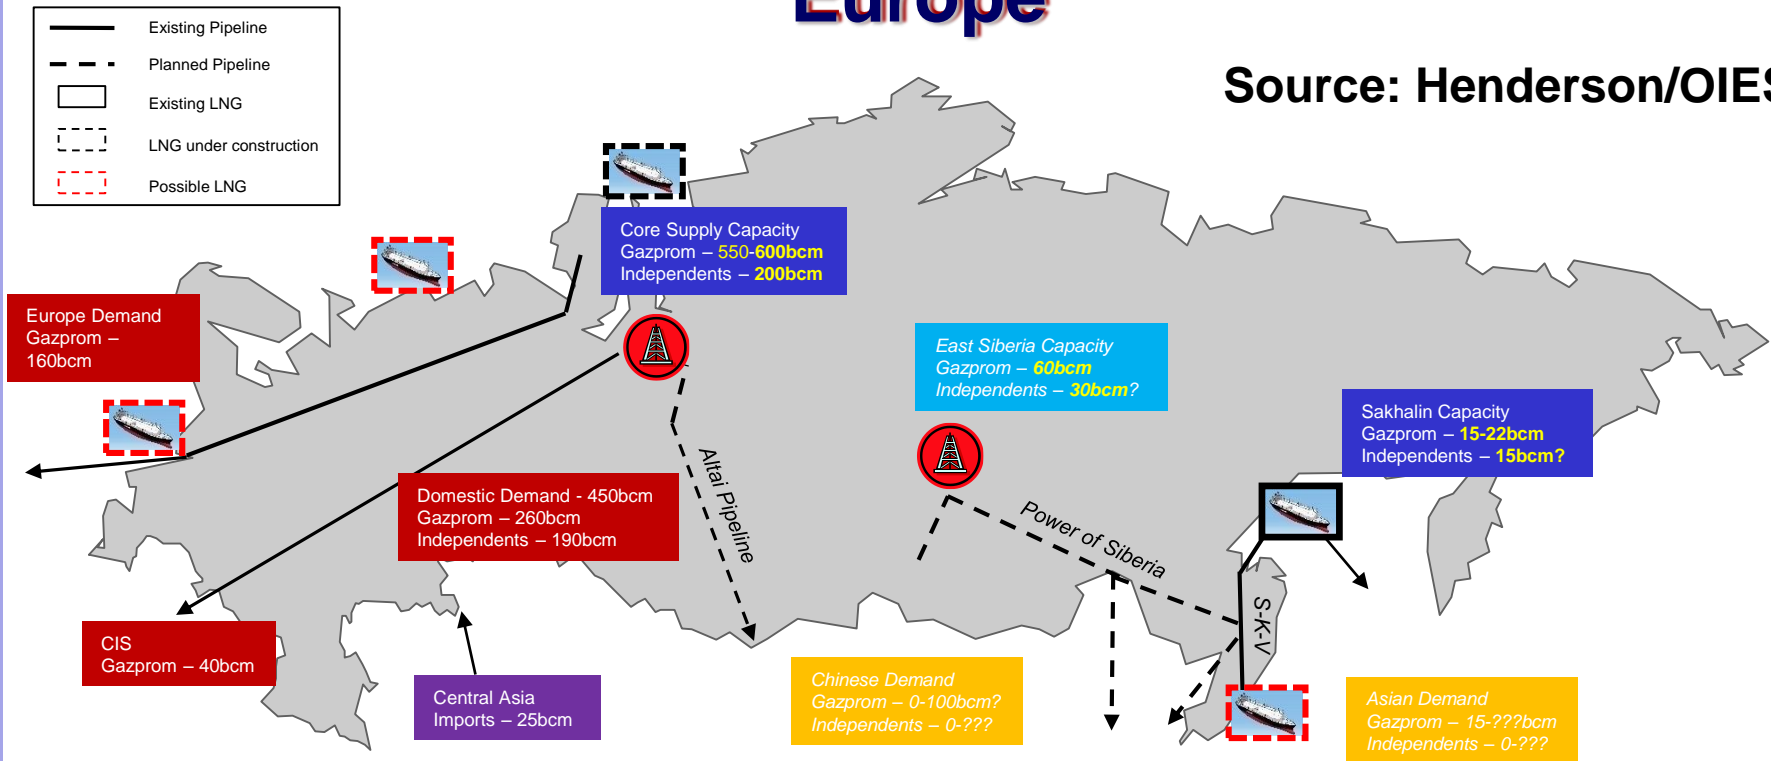 Europe
Source: Henderson/OIES
Existing Pipeline
Planned Pipeline
Existing LNG
LNG under construction
Possible LNG
Core Supply Capacity
Gazprom – 550-600bcm
Independents – 200bcm
Europe Demand
Gazprom –
160bcm
East Siberia Capacity
Gazprom – 60bcm
Independents – 30bcm?
Sakhalin Capacity
Gazprom – 15-22bcm
Independents – 15bcm?
Altai Pipeline
Domestic Demand - 450bcm
Gazprom – 260bcm
Independents – 190bcm
Power of Siberia
S-K-V
CIS
Gazprom – 40bcm
Central Asia
Imports – 25bcm
Chinese Demand
Gazprom – 0-100bcm?
Independents – 0-???
Asian Demand
Gazprom – 15-???bcm
Independents – 0-???